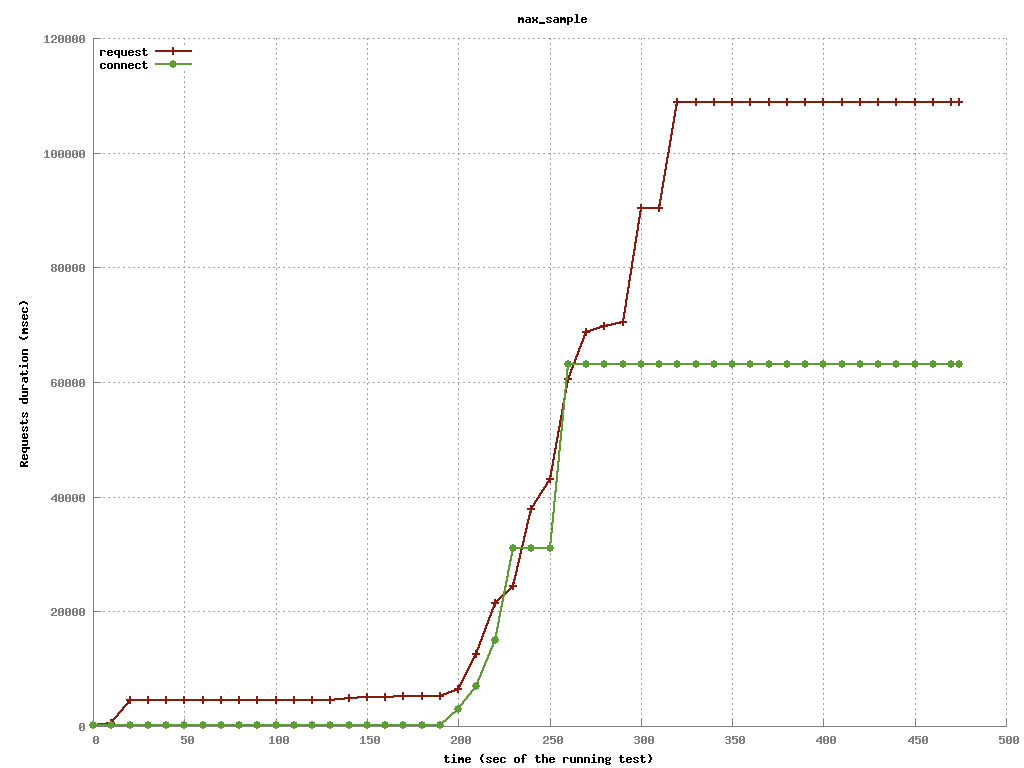 max_sample
120000
request
connect
100000
80000
60000
40000
20000
0
Requests duration (msec)
0 50 100 150 200 250 300 350 400 450 500
time (sec of the running test)